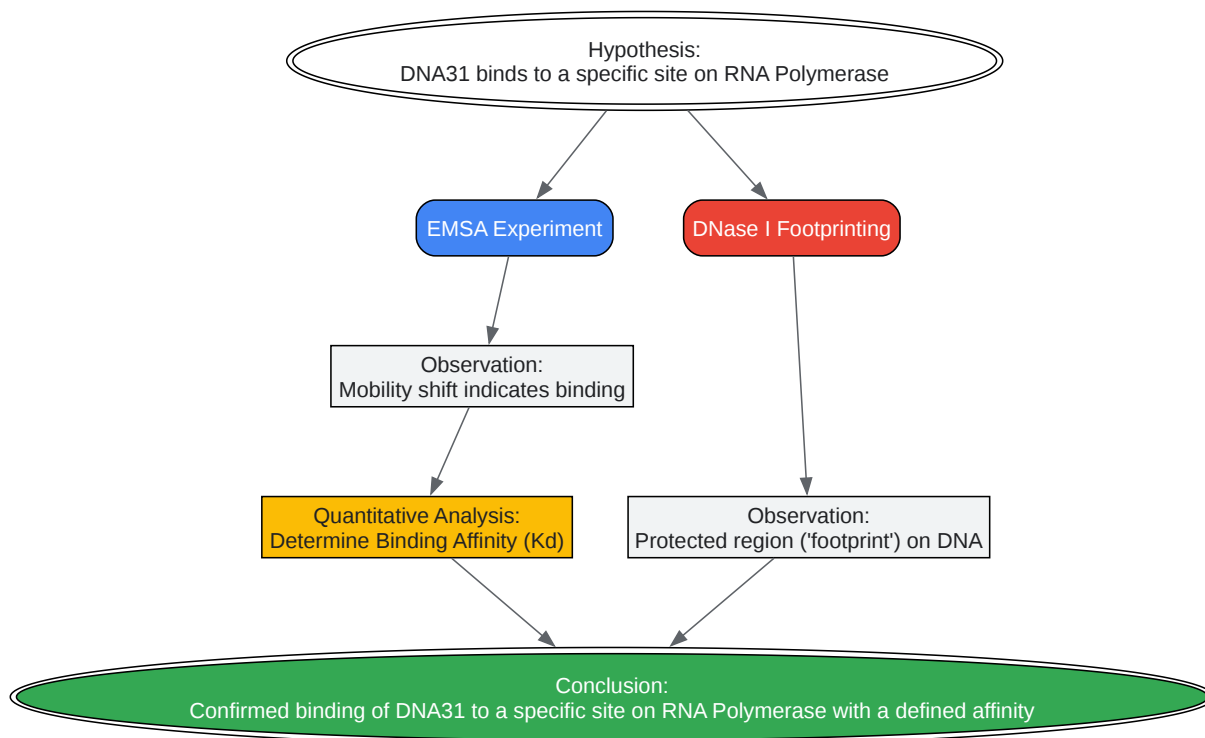 Hypothesis:
DNA31 binds to a specific site on RNA Polymerase
EMSA Experiment
DNase I Footprinting
Observation:
Mobility shift indicates binding
Quantitative Analysis:
Determine Binding Affinity (Kd)
Observation:
Protected region ('footprint') on DNA
Conclusion:
Confirmed binding of DNA31 to a specific site on RNA Polymerase with a defined affinity